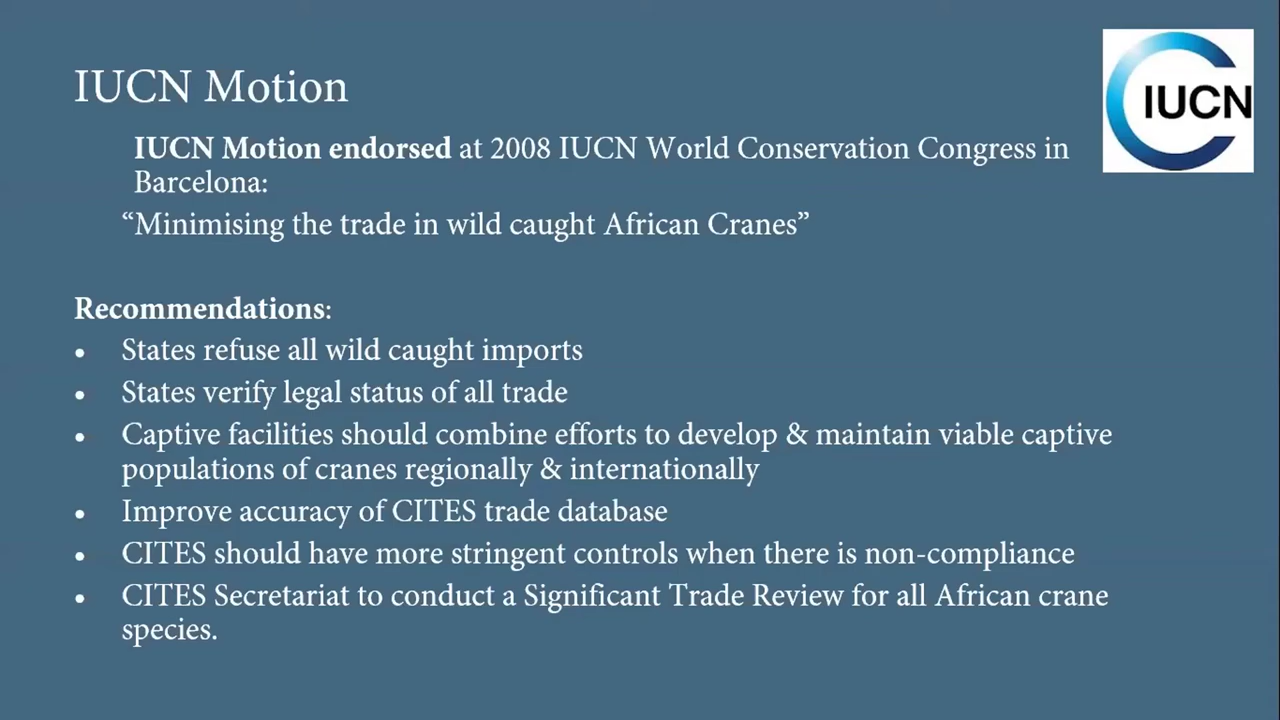 IUCN Motion
IUCN
IUCN Motion endorsed at 2008 IUCN World Conservation Congress in
Barcelona:
“Minimising the trade in wild caught African Cranes”
Recommendations:
• States refuse all wild caught imports
• States verify legal status of all trade
• Captive facilities should combine efforts to develop & maintain viable captive
populations of cranes regionally & internationally
• Improve accuracy of CITES trade database
• CITES should have more stringent controls when there is non-compliance
• CITES Secretariat to conduct a Significant Trade Review for all African crane
species.